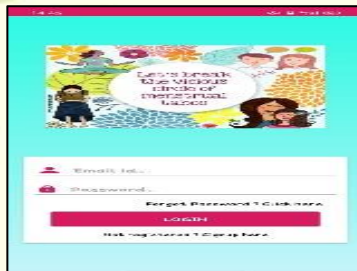 Let's break
the vicious
circle of
menstrual
taboo
Email Id...
Password...
Forgot Password ? Click here
LOGIN
Not registered ? Signup here